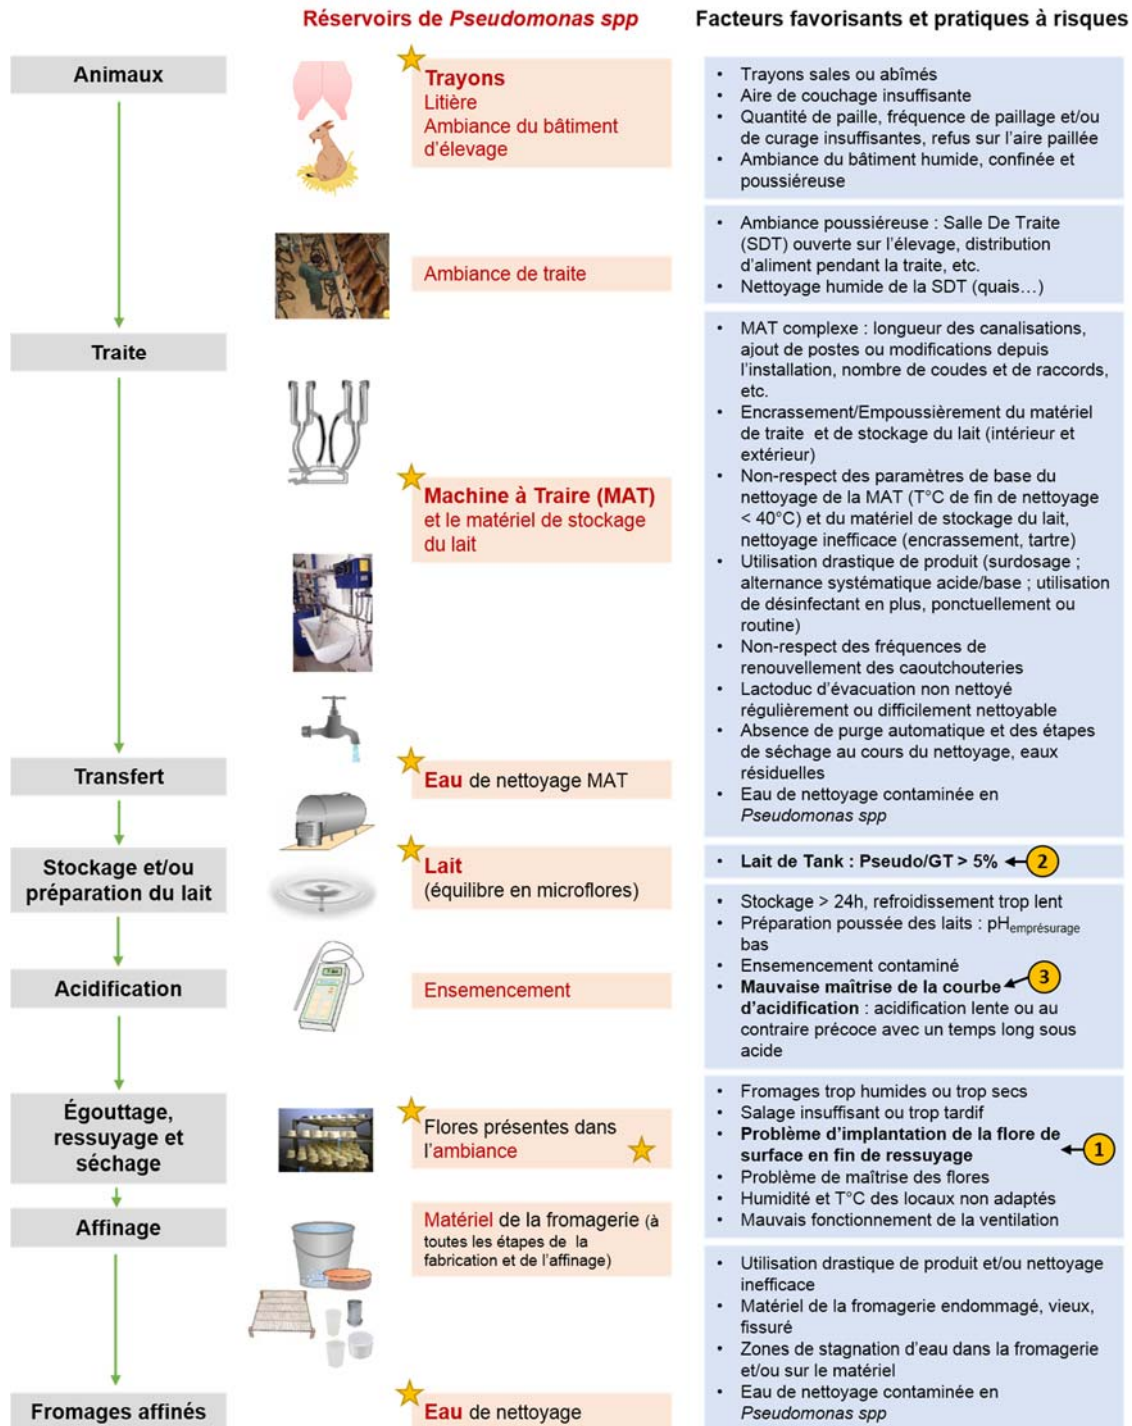 Réservoirs de Pseudomonas spp
Facteurs favorisants et pratiques à risques
Animaux
Trayons
Litière
Ambiance du bâtiment
d'élevage
• Trayons sales ou abîmés
• Aire de couchage insuffisante
• Quantité de paille, fréquence de paillage et/ou
de curage insuffisantes, refus sur l'aire paillée
• Ambiance du bâtiment humide, confinée et
poussiéreuse
Ambiance de traite
• Ambiance poussiéreuse : Salle De Traite
(SDT) ouverte sur l'élevage, distribution
d'aliment pendant la traite, etc.
• Nettoyage humide de la SDT (quais…)
Traite
Machine à Traire (MAT)
et le matériel de stockage
du lait
• MAT complexe : longueur des canalisations,
ajout de postes ou modifications depuis
l'installation, nombre de coudes et de raccords,
etc.
• Encrassement/Empoussièrement du matériel
de traite et de stockage du lait (intérieur et
extérieur)
• Non-respect des paramètres de base du
nettoyage de la MAT (T°C de fin de nettoyage
< 40°C) et du matériel de stockage du lait,
nettoyage inefficace (encrassement, tartre)
• Utilisation drastique de produit (surdosage ;
alternance systématique acide/base ; utilisation
de désinfectant en plus, ponctuellement ou
routine)
• Non-respect des fréquences de
renouvellement des caoutchouteries
• Lactoduc d'évacuation non nettoyé
régulièrement ou difficilement nettoyable
• Absence de purge automatique et des étapes
de séchage au cours du nettoyage, eaux
résiduelles
• Eau de nettoyage contaminée en
Pseudomonas spp
Transfert
Eau de nettoyage MAT
Stockage et/ou
préparation du lait
Lait
(équilibre en microflores)
• Lait de Tank : Pseudo/GT > 5%
2
• Stockage > 24h, refroidissement trop lent
• Préparation poussée des laits : pHemprésurage
bas
• Ensemencement contaminé
• Mauvaise maîtrise de la courbe
d'acidification : acidification lente ou au
contraire précoce avec un temps long sous
acide
3
Acidification
Ensemencement
Égouttage,
ressuyage et
séchage
Flores présentes dans
l'ambiance
• Fromages trop humides ou trop secs
• Salage insuffisant ou trop tardif
• Problème d'implantation de la flore de
surface en fin de ressuyage
1
• Problème de maîtrise des flores
• Humidité et T°C des locaux non adaptés
• Mauvais fonctionnement de la ventilation
Affinage
Matériel de la fromagerie (à
toutes les étapes de la
fabrication et de l'affinage)
• Utilisation drastique de produit et/ou nettoyage
inefficace
• Matériel de la fromagerie endommagé, vieux,
fissuré
• Zones de stagnation d'eau dans la fromagerie
et/ou sur le matériel
• Eau de nettoyage contaminée en
Pseudomonas spp
Fromages affinés
Eau de nettoyage